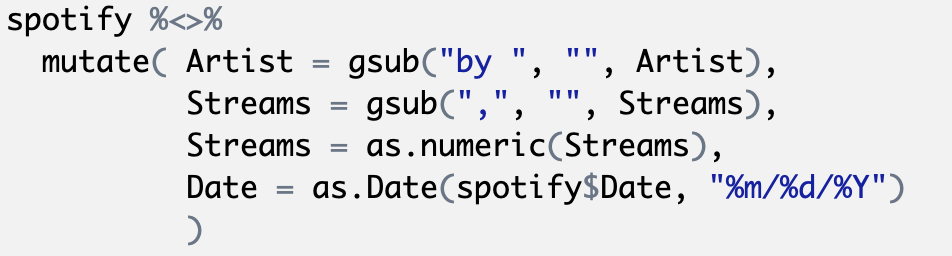 spotify %<>%
  mutate( Artist = gsub("by ", "", Artist),
          Streams = gsub(",", "", Streams),
          Streams = as.numeric(Streams),
          Date = as.Date(spotify$Date, "%m/%d/%Y")
          )